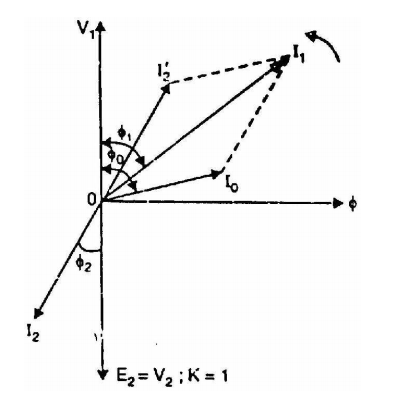 V₁
I₂′
I₁
ϕ₁
ϕ₀
I₀
0
ϕ
ϕ₂
I₂
E₂ = V₂ ; K = 1